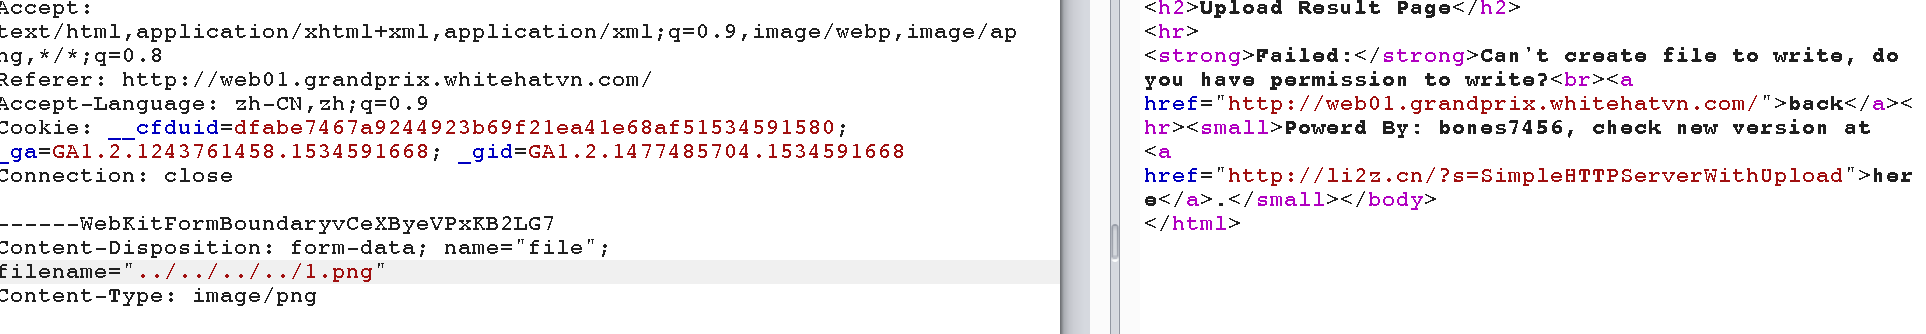 Accept:
text/html,application/xhtml+xml,application/xml;q=0.9,image/webp,image/ap
ng,*/*;q=0.8
Referer: http://web01.grandprix.whitehatvn.com/
Accept-Language: zh-CN,zh;q=0.9
Cookie: __cfduid=dfabe7467a9244923b69f21ea41e68af51534591580;
_ga=GA1.2.1243761458.1534591668; _gid=GA1.2.1477485704.1534591668
Connection: close
------WebKitFormBoundaryvCeXByeVPxKB2LG7
Content-Disposition: form-data; name="file";
filename="../../../../1.png"
Content-Type: image/png
<h2>Upload Result Page</h2>
<hr>
<strong>Failed:</strong>Can't create file to write, do
you have permission to write?<br><a
href="http://web01.grandprix.whitehatvn.com/">back</a><
hr><small>Powerd By: bones7456, check new version at
<a
href="http://li2z.cn/?s=SimpleHTTPServerWithUpload">her
e</a>.</small></body>
</html>